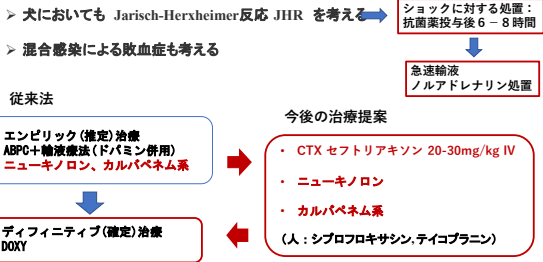 ➢ 犬においても Jarisch-Herxheimer反応 JHR を考える
ショックに対する処置：
抗菌薬投与後６－８時間
➢ 混合感染による敗血症も考える
急速輸液
ノルアドレナリン処置
従来法
エンピリック(推定)治療
ABPC＋輸液療法(ドパミン併用)
ニューキノロン、カルバペネム系
ディフィニティブ(確定)治療
DOXY
今後の治療提案
• CTX セフトリアキソン 20-30mg/kg IV
• ニューキノロン
• カルバペネム系
（人：シプロフロキサシン,テイコプラニン）